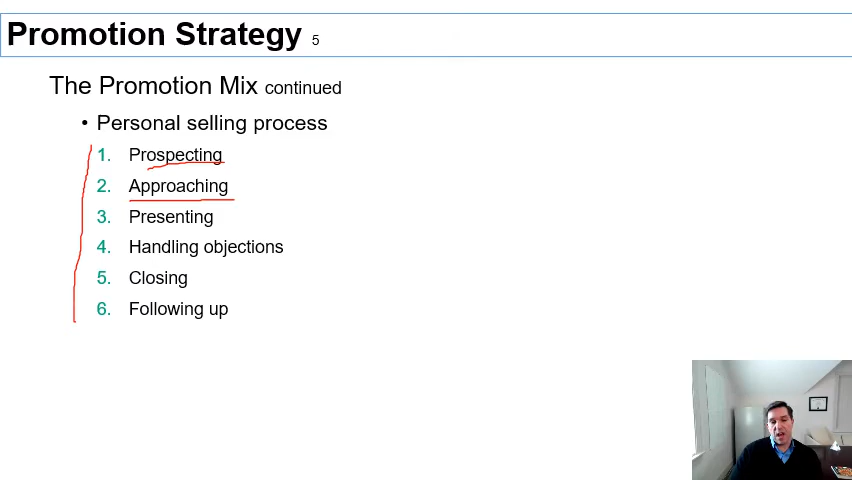 Promotion Strategy 5
The Promotion Mix continued
• Personal selling process
1. Prospecting
2. Approaching
3. Presenting
4. Handling objections
5. Closing
6. Following up